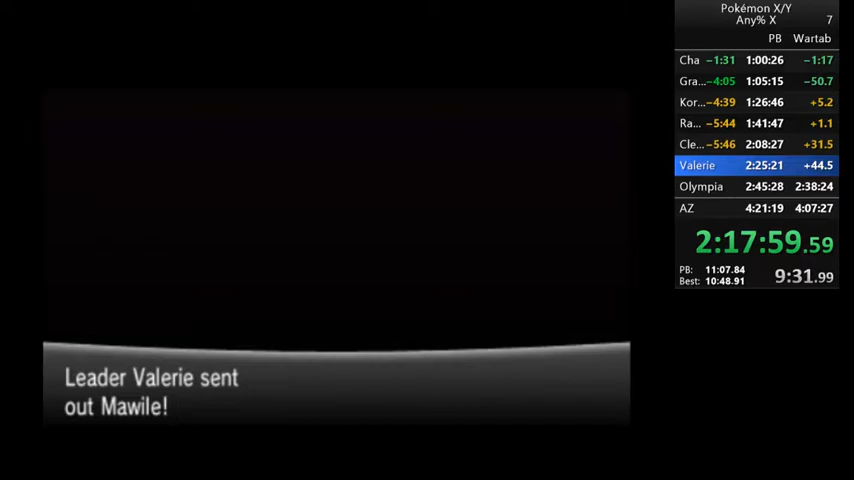 Pokémon X/Y
Any% X 7
PB Wartab
Cha −1:31 1:00:26 −1:17
Gra... −4:05 1:05:15 −50.7
Kor... −4:39 1:26:46 +5.2
Ra... −5:44 1:41:47 +1.1
Cle... −5:46 2:08:27 +31.5
Valerie 2:25:21 +44.5
Olympia 2:45:28 2:38:24
AZ 4:21:19 4:07:27
2:17:59.59
PB: 11:07.84
Best: 10:48.91
9:31.99
Leader Valerie sent
out Mawile!